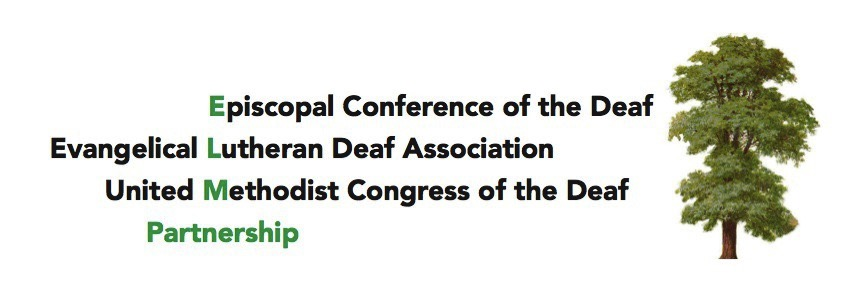 Episcopal Conference of the Deaf
Evangelical Lutheran Deaf Association
United Methodist Congress of the Deaf
Partnership